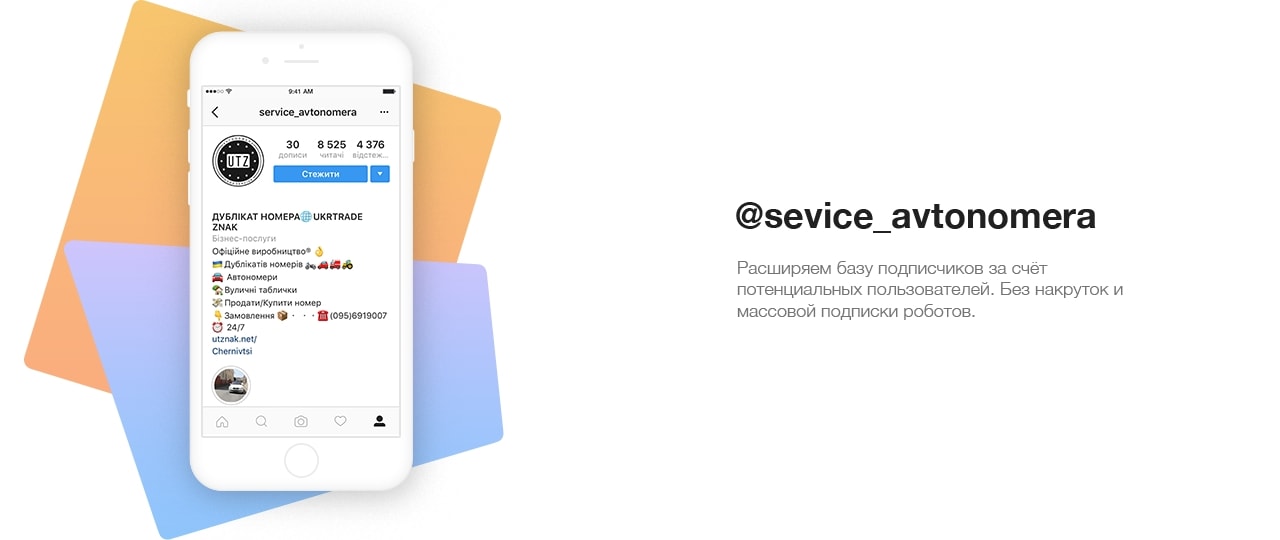 9:41 AM
service_avtonomera
30 8 525 4 376
дописи читачі відстеж...
UTZ
Стежити
ДУБЛІКАТ НОМЕРА🌐UKRTRADE
ZNAK
Бізнес-послуги
Офіційне виробництво® 👌
🇺🇦Дублікатів номерів 🏍🚗🚒🚜
🚘 Автономери
🏡Вуличні таблички
💸Продати/Купити номер
👇Замовлення 📦・ ・・☎️(095)6919007
⏰ 24/7
utznak.net/
Chernivtsi
@sevice_avtonomera
Расширяем базу подписчиков за счёт
потенциальных пользователей. Без накруток и
массовой подписки роботов.